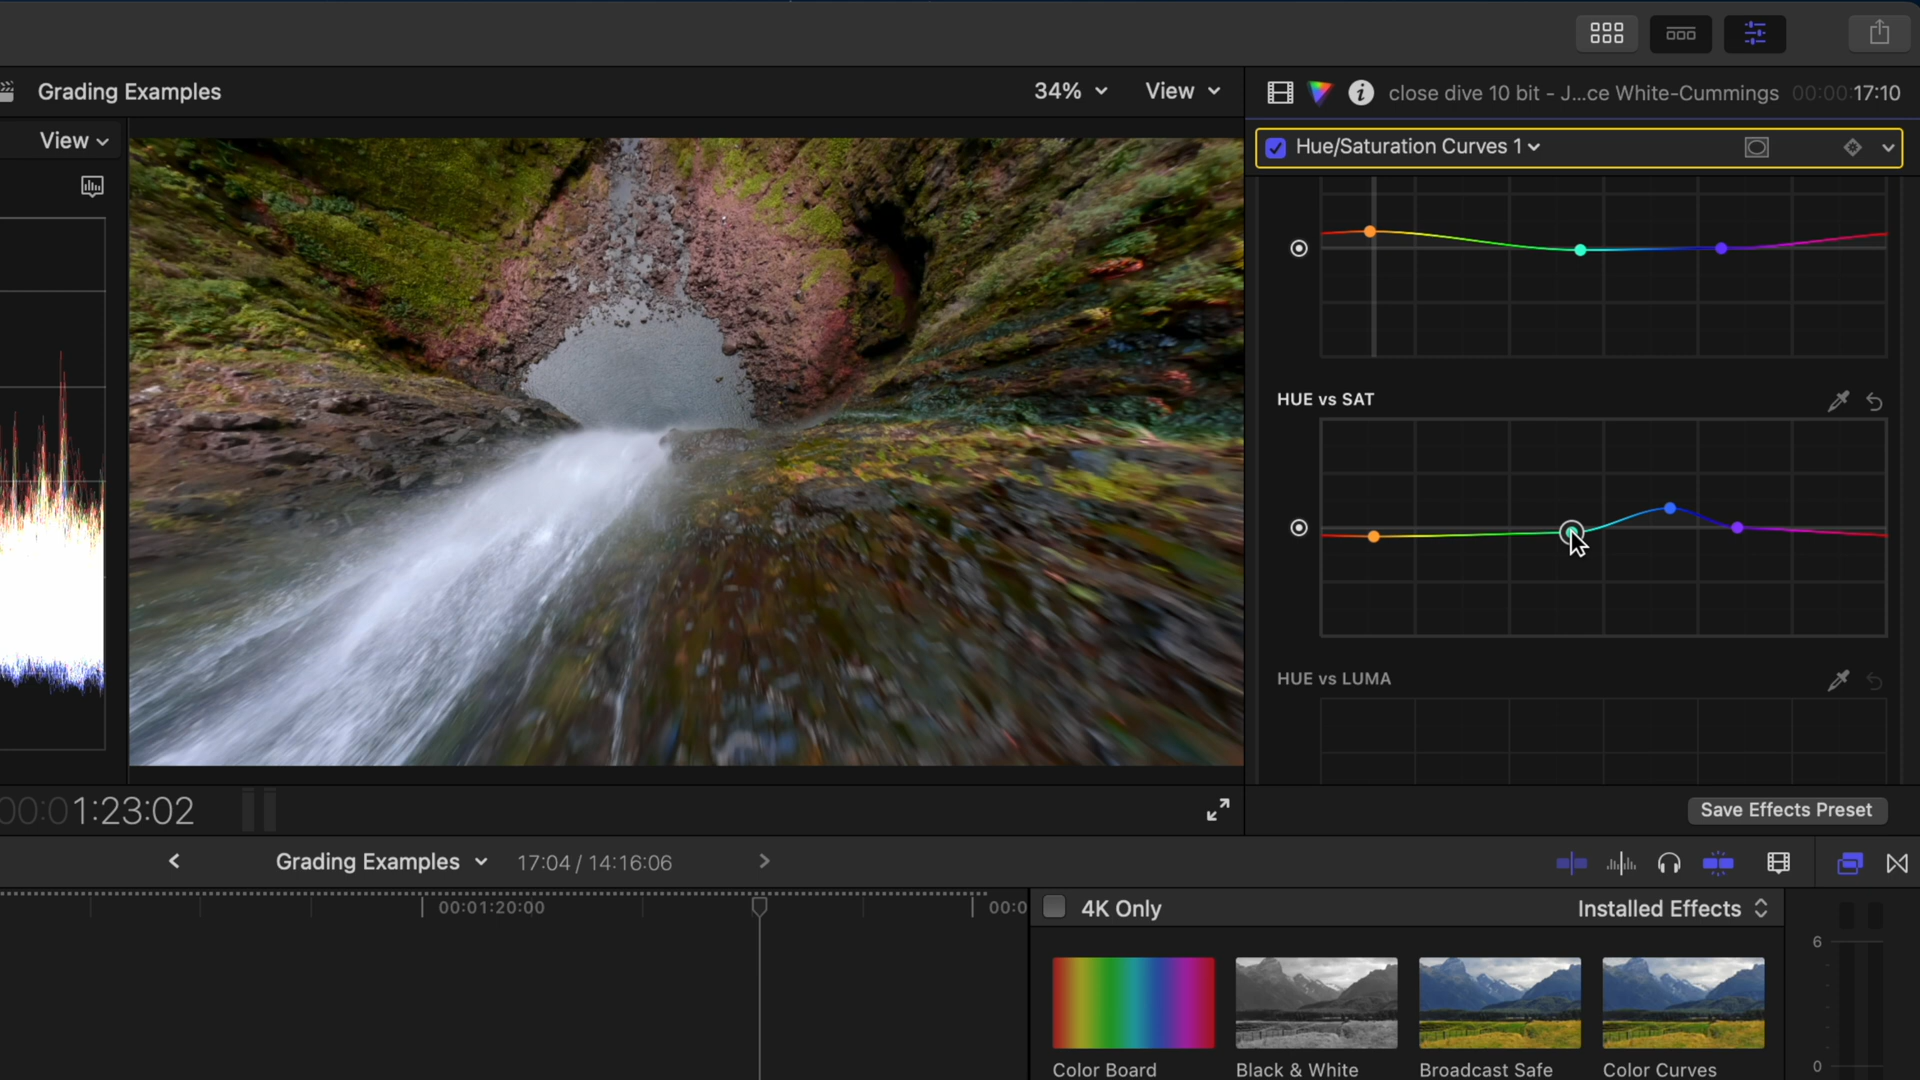 Grading Examples
34%
View
close dive 10 bit - J...ce White-Cummings
00:00:17:10
View
Hue/Saturation Curves 1
HUE vs SAT
HUE vs LUMA
00:01:23:02
Save Effects Preset
Grading Examples
17:04 / 14:16:06
00:01:20:00
00:0
4K Only
Installed Effects
6
0
Color Board
Black & White
Broadcast Safe
Color Curves